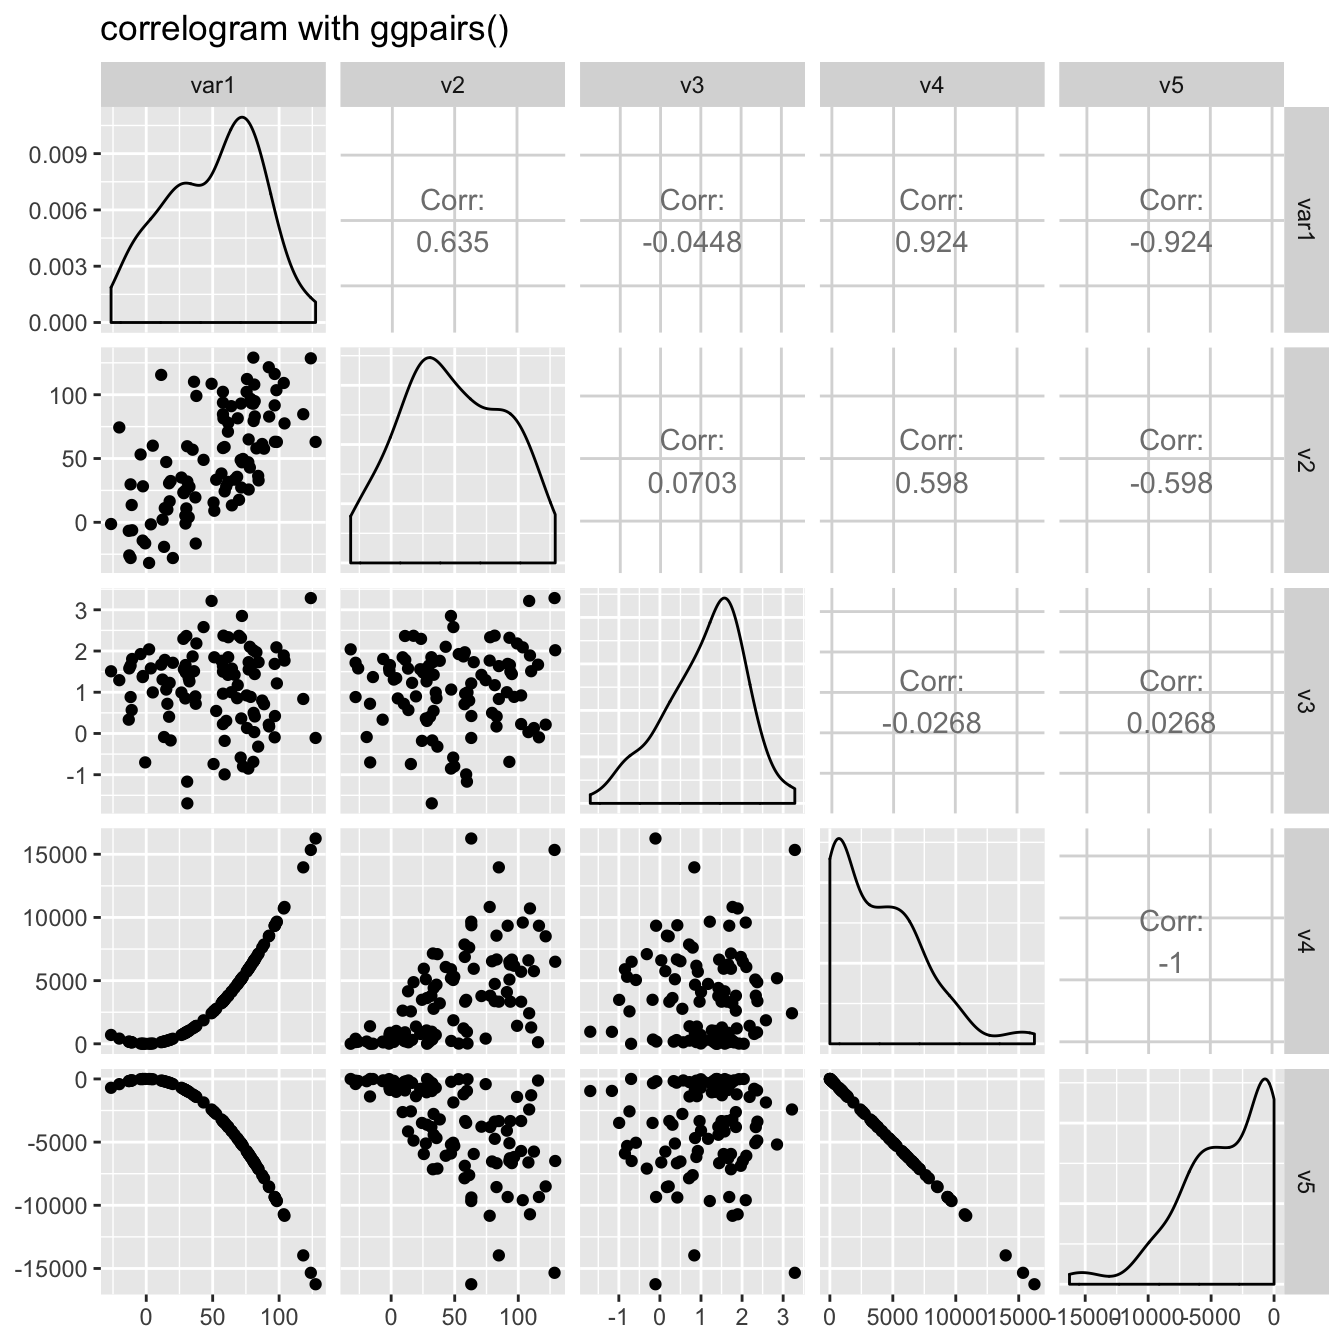 correlogram with ggpairs()
var1 v2 v3 v4 v5
0.009
0.006
0.003
0.000
Corr:
0.635
Corr:
-0.0448
Corr:
0.924
Corr:
-0.924
var1
100
50
0
Corr:
0.0703
Corr:
0.598
Corr:
-0.598
v2
3
2
1
0
-1
Corr:
-0.0268
Corr:
0.0268
v3
15000
10000
5000
0
Corr:
-1
v4
0
-5000
-10000
-15000
v5
0 50 100
0 50 100
-1 0 1 2 3
0 5000 10000 15000
-15000 -10000 -5000 0